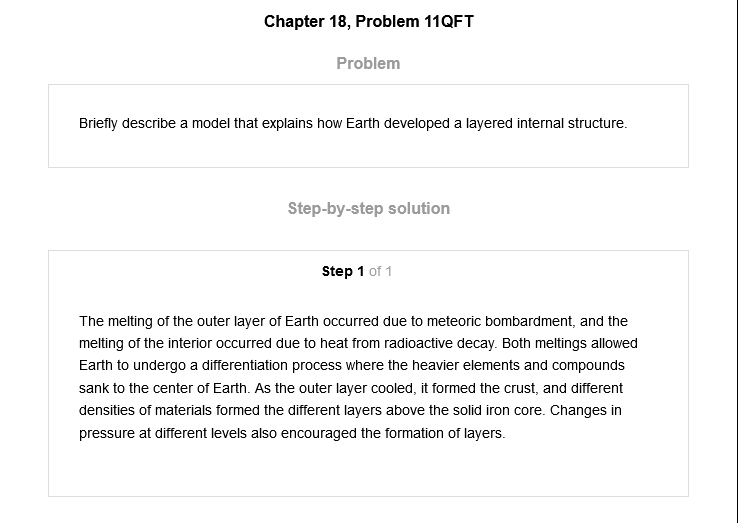 Chapter 18, Problem 11QFT
Problem
Briefly describe a model that explains how Earth developed a layered internal structure.
Step-by-step solution
Step 1 of 1
The melting of the outer layer of Earth occurred due to meteoric bombardment, and the
melting of the interior occurred due to heat from radioactive decay. Both meltings allowed
Earth to undergo a differentiation process where the heavier elements and compounds
sank to the center of Earth. As the outer layer cooled, it formed the crust, and different
densities of materials formed the different layers above the solid iron core. Changes in
pressure at different levels also encouraged the formation of layers.